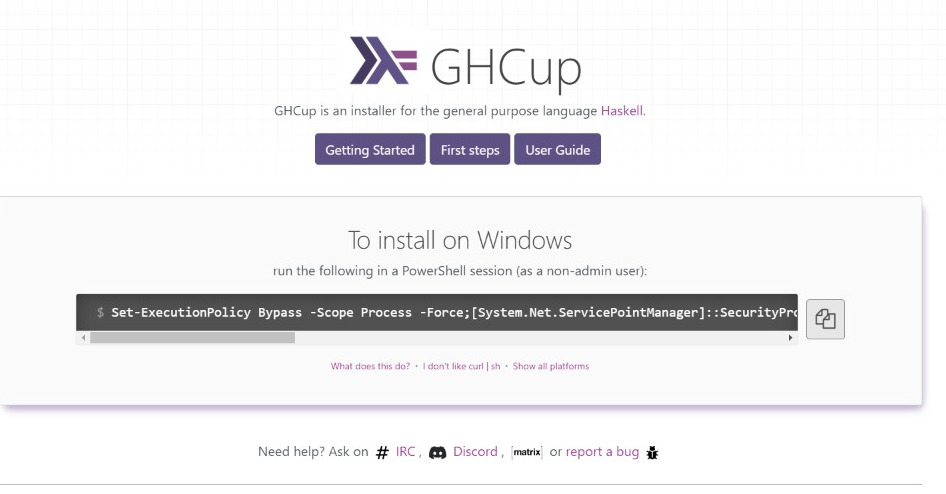 GHCup
GHCup is an installer for the general purpose language Haskell.
Getting Started First steps User Guide
To install on Windows
run the following in a PowerShell session (as a non-admin user):
$ Set-ExecutionPolicy Bypass -Scope Process -Force;[System.Net.ServicePointManager]::SecurityPro
What does this do? • I don't like curl | sh • Show all platforms
Need help? Ask on # IRC , Discord , [matrix] or report a bug